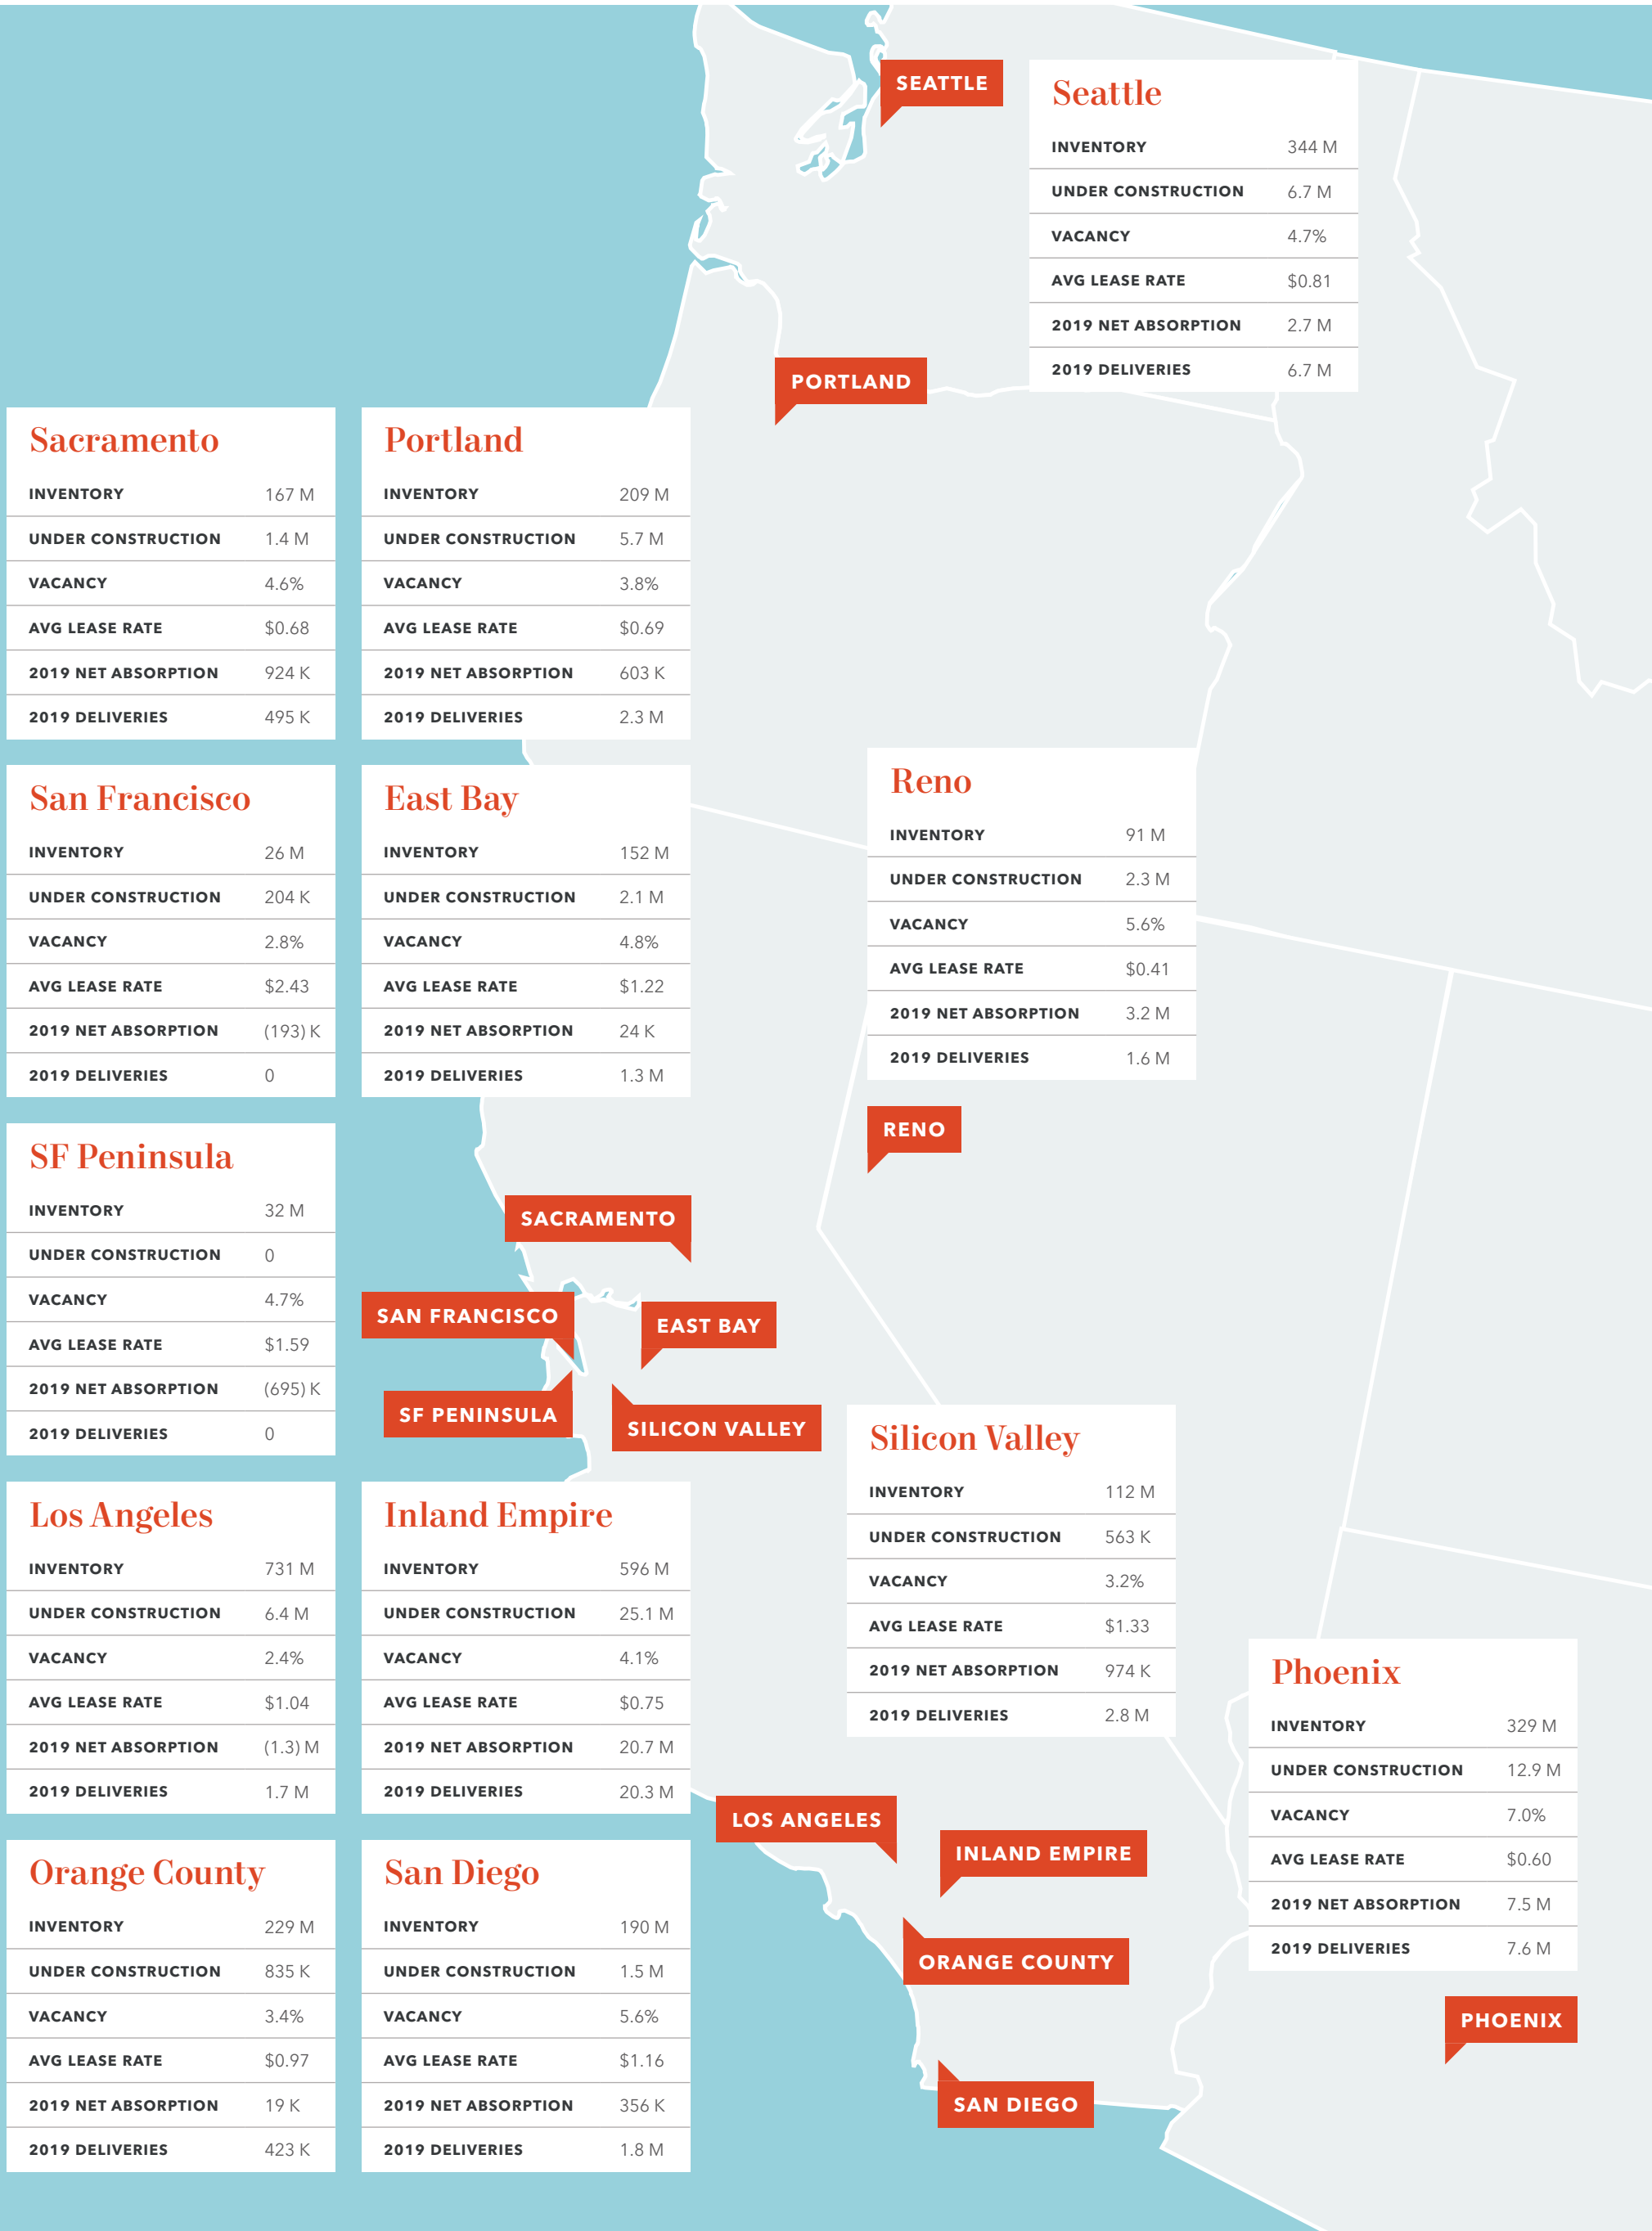 SEATTLE
Seattle
INVENTORY 344 M
UNDER CONSTRUCTION 6.7 M
VACANCY 4.7%
AVG LEASE RATE $0.81
2019 NET ABSORPTION 2.7 M
2019 DELIVERIES 6.7 M
PORTLAND
Sacramento
INVENTORY 167 M
UNDER CONSTRUCTION 1.4 M
VACANCY 4.6%
AVG LEASE RATE $0.68
2019 NET ABSORPTION 924 K
2019 DELIVERIES 495 K
Portland
INVENTORY 209 M
UNDER CONSTRUCTION 5.7 M
VACANCY 3.8%
AVG LEASE RATE $0.69
2019 NET ABSORPTION 603 K
2019 DELIVERIES 2.3 M
San Francisco
INVENTORY 26 M
UNDER CONSTRUCTION 204 K
VACANCY 2.8%
AVG LEASE RATE $2.43
2019 NET ABSORPTION (193) K
2019 DELIVERIES 0
East Bay
INVENTORY 152 M
UNDER CONSTRUCTION 2.1 M
VACANCY 4.8%
AVG LEASE RATE $1.22
2019 NET ABSORPTION 24 K
2019 DELIVERIES 1.3 M
Reno
INVENTORY 91 M
UNDER CONSTRUCTION 2.3 M
VACANCY 5.6%
AVG LEASE RATE $0.41
2019 NET ABSORPTION 3.2 M
2019 DELIVERIES 1.6 M
RENO
SF Peninsula
INVENTORY 32 M
UNDER CONSTRUCTION 0
VACANCY 4.7%
AVG LEASE RATE $1.59
2019 NET ABSORPTION (695) K
2019 DELIVERIES 0
SACRAMENTO
SAN FRANCISCO
EAST BAY
SF PENINSULA
SILICON VALLEY
Silicon Valley
INVENTORY 112 M
UNDER CONSTRUCTION 563 K
VACANCY 3.2%
AVG LEASE RATE $1.33
2019 NET ABSORPTION 974 K
2019 DELIVERIES 2.8 M
Los Angeles
INVENTORY 731 M
UNDER CONSTRUCTION 6.4 M
VACANCY 2.4%
AVG LEASE RATE $1.04
2019 NET ABSORPTION (1.3) M
2019 DELIVERIES 1.7 M
Inland Empire
INVENTORY 596 M
UNDER CONSTRUCTION 25.1 M
VACANCY 4.1%
AVG LEASE RATE $0.75
2019 NET ABSORPTION 20.7 M
2019 DELIVERIES 20.3 M
Phoenix
INVENTORY 329 M
UNDER CONSTRUCTION 12.9 M
VACANCY 7.0%
AVG LEASE RATE $0.60
2019 NET ABSORPTION 7.5 M
2019 DELIVERIES 7.6 M
LOS ANGELES
INLAND EMPIRE
ORANGE COUNTY
PHOENIX
SAN DIEGO
Orange County
INVENTORY 229 M
UNDER CONSTRUCTION 835 K
VACANCY 3.4%
AVG LEASE RATE $0.97
2019 NET ABSORPTION 19 K
2019 DELIVERIES 423 K
San Diego
INVENTORY 190 M
UNDER CONSTRUCTION 1.5 M
VACANCY 5.6%
AVG LEASE RATE $1.16
2019 NET ABSORPTION 356 K
2019 DELIVERIES 1.8 M